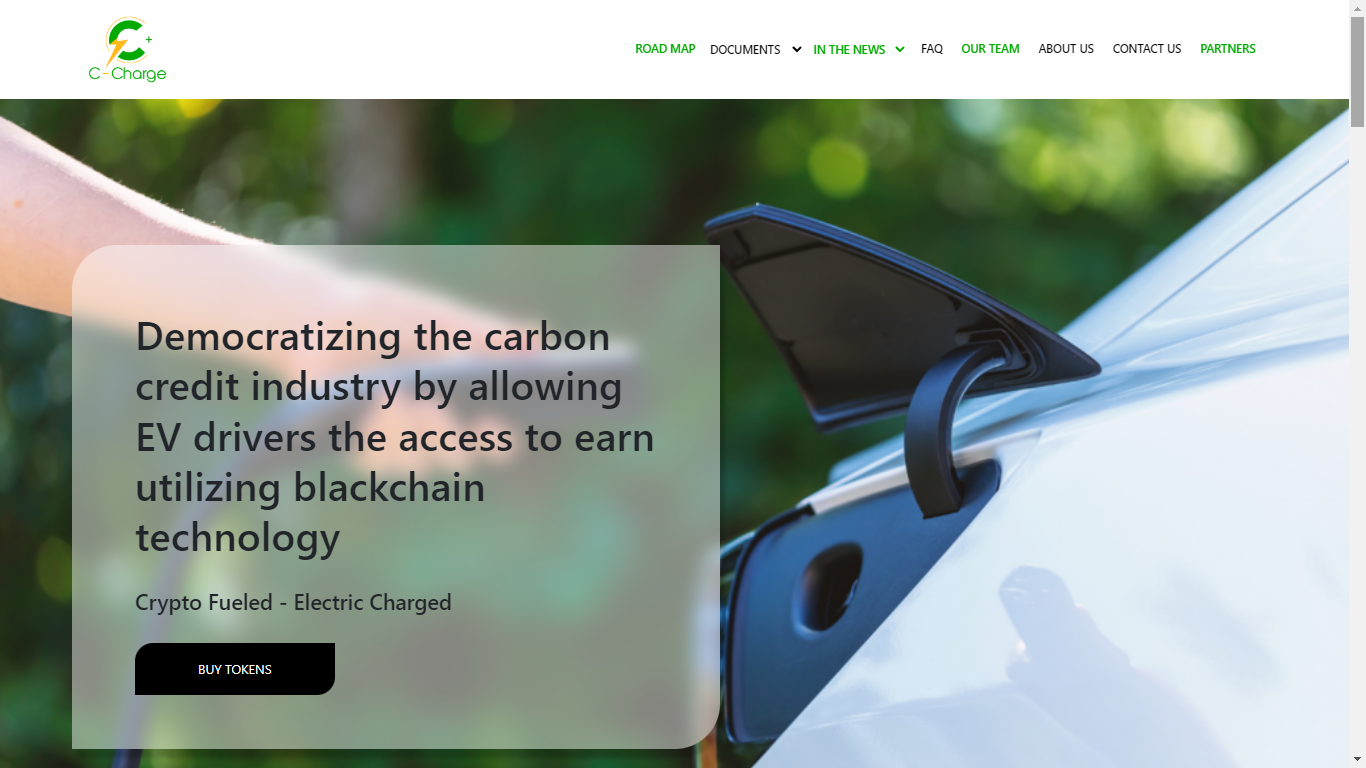 C-Charge
ROAD MAP DOCUMENTS IN THE NEWS FAQ OUR TEAM ABOUT US CONTACT US PARTNERS
Democratizing the carbon
credit industry by allowing
EV drivers the access to earn
utilizing blackchain
technology
Crypto Fueled - Electric Charged
BUY TOKENS